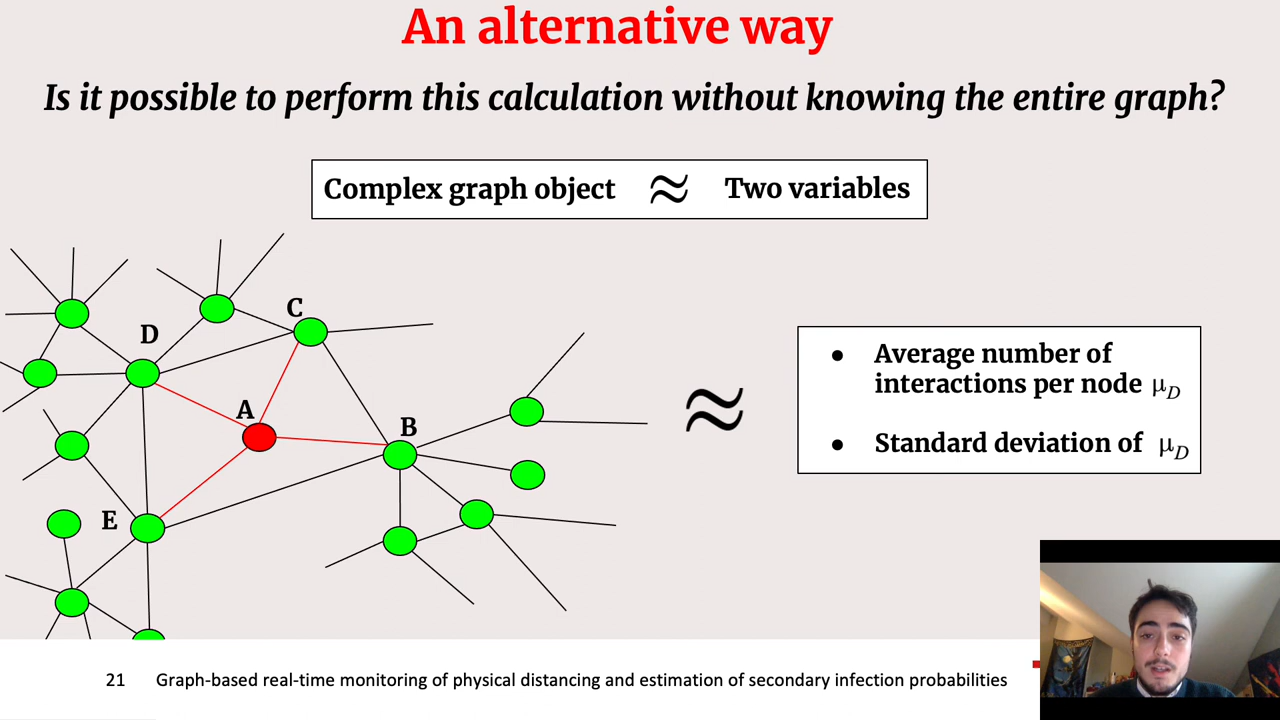 An alternative way
Is it possible to perform this calculation without knowing the entire graph?
Complex graph object ≈ Two variables
C
D
A
B
E
≈
• Average number of
interactions per node μ_D
• Standard deviation of μ_D
21 Graph-based real-time monitoring of physical distancing and estimation of secondary infection probabilities